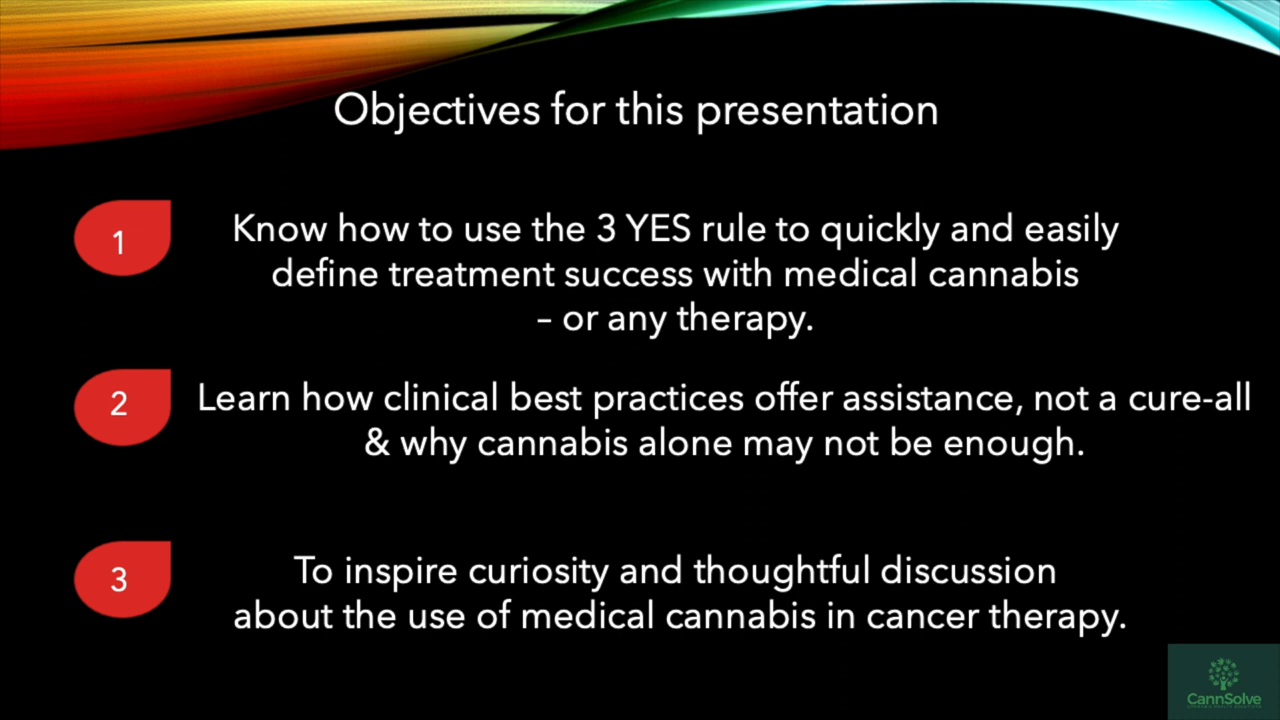 Objectives for this presentation
1
Know how to use the 3 YES rule to quickly and easily
define treatment success with medical cannabis
– or any therapy.
2
Learn how clinical best practices offer assistance, not a cure-all
& why cannabis alone may not be enough.
3
To inspire curiosity and thoughtful discussion
about the use of medical cannabis in cancer therapy.
CannSolve